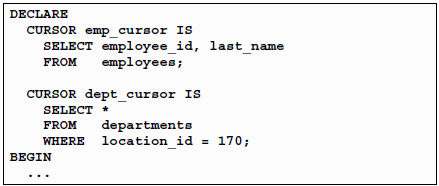 DECLARE
  CURSOR emp_cursor IS
    SELECT employee_id, last_name
    FROM   employees;

  CURSOR dept_cursor IS
    SELECT *
    FROM   departments
    WHERE  location_id = 170;
BEGIN
  ...